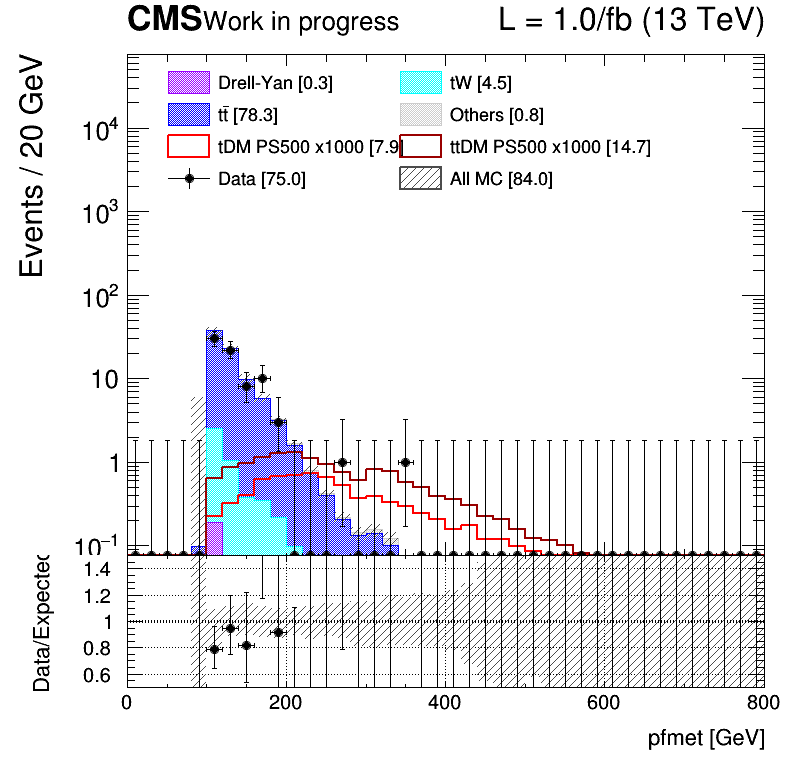 CMS Work in progress L = 1.0/fb (13 TeV)
Events / 20 GeV
Drell-Yan [0.3] tW [4.5]
tt̄ [78.3] Others [0.8]
tDM PS500 x1000 [7.9 ttDM PS500 x1000 [14.7]
Data [75.0] All MC [84.0]
10⁴
10³
10²
10
1
10⁻¹
Data/Expected
1.4
1.2
1
0.8
0.6
0 200 400 600 800
pfmet [GeV]